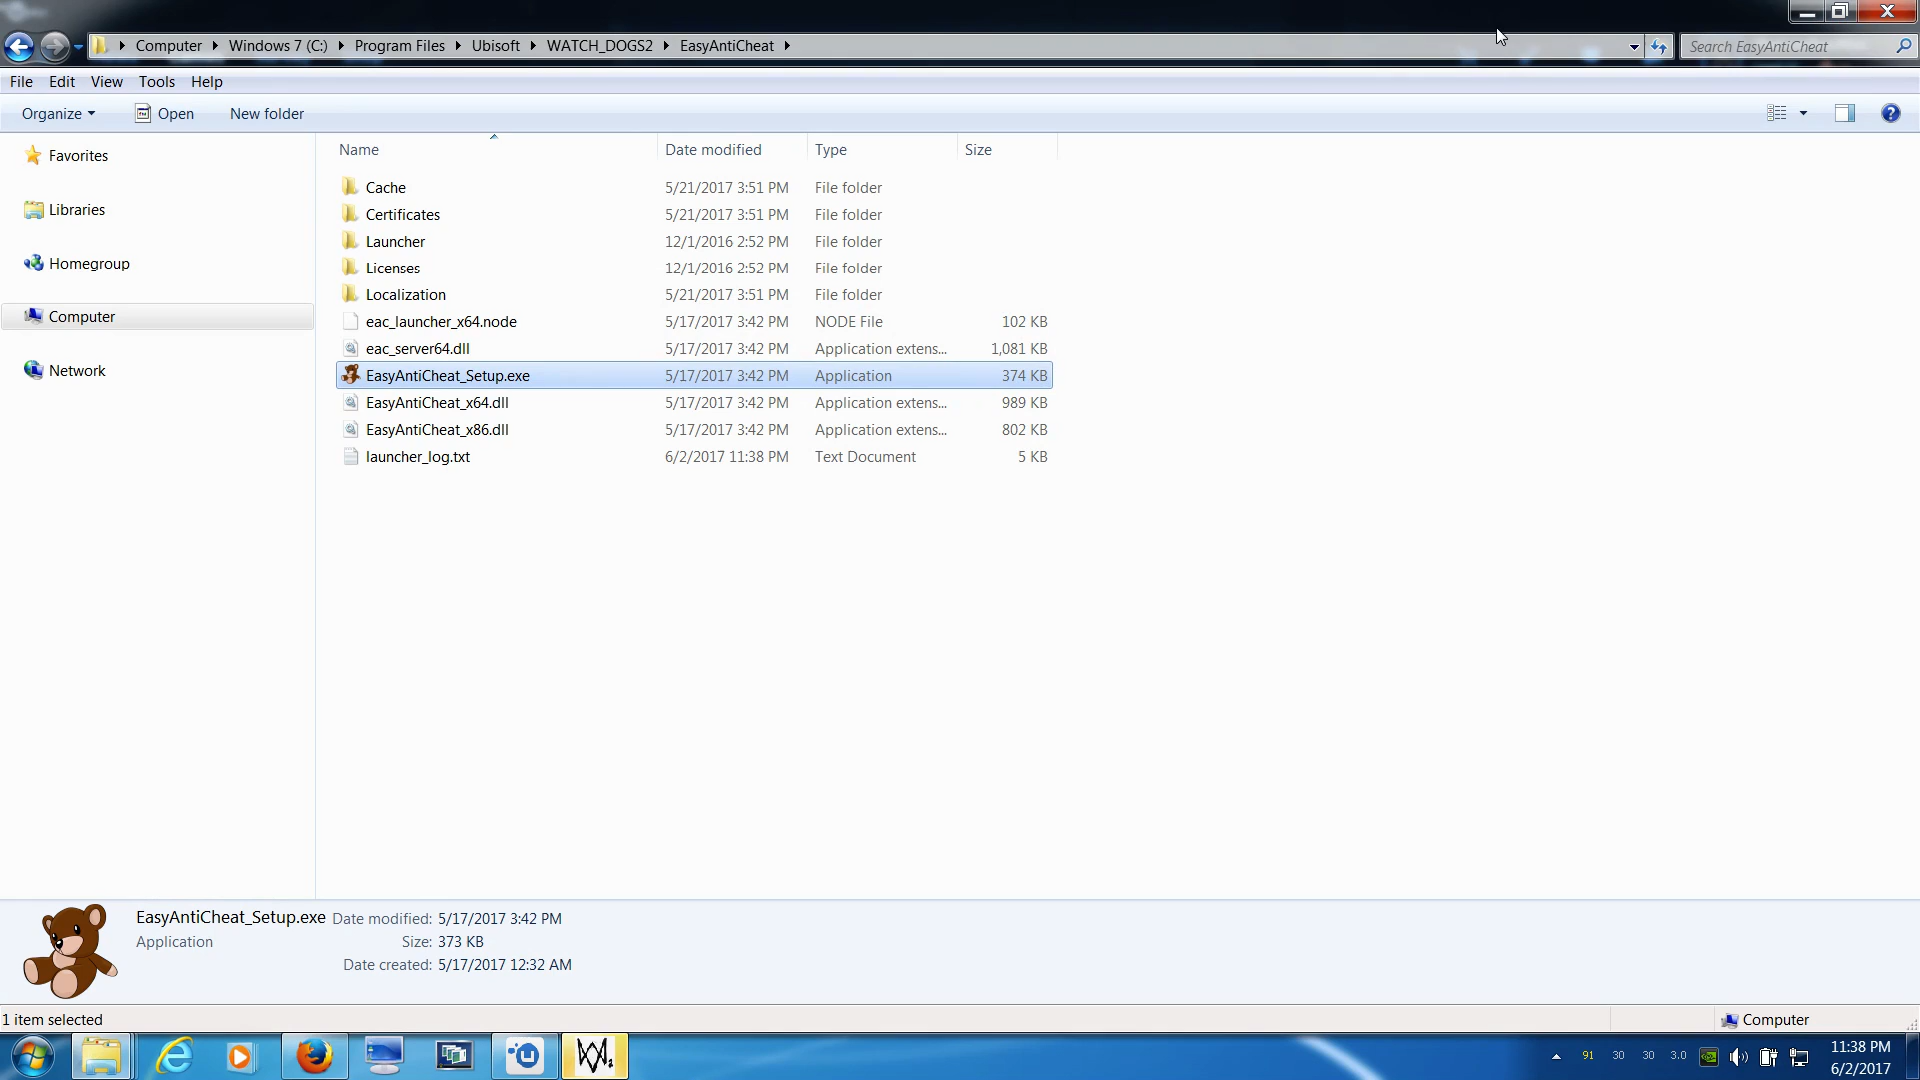 Computer Windows 7 (C:) Program Files Ubisoft WATCH_DOGS2 EasyAntiCheat Search EasyAntiCheat
File Edit View Tools Help
Organize Open New folder
Name Date modified Type Size
Favorites
Libraries
Homegroup
Computer
Network
Cache 5/21/2017 3:51 PM File folder
Certificates 5/21/2017 3:51 PM File folder
Launcher 12/1/2016 2:52 PM File folder
Licenses 12/1/2016 2:52 PM File folder
Localization 5/21/2017 3:51 PM File folder
eac_launcher_x64.node 5/17/2017 3:42 PM NODE File 102 KB
eac_server64.dll 5/17/2017 3:42 PM Application extens... 1,081 KB
EasyAntiCheat_Setup.exe 5/17/2017 3:42 PM Application 374 KB
EasyAntiCheat_x64.dll 5/17/2017 3:42 PM Application extens... 989 KB
EasyAntiCheat_x86.dll 5/17/2017 3:42 PM Application extens... 802 KB
launcher_log.txt 6/2/2017 11:38 PM Text Document 5 KB
EasyAntiCheat_Setup.exe Date modified: 5/17/2017 3:42 PM
Application Size: 373 KB
Date created: 5/17/2017 12:32 AM
1 item selected Computer
91 30 30 3.0 11:38 PM
6/2/2017